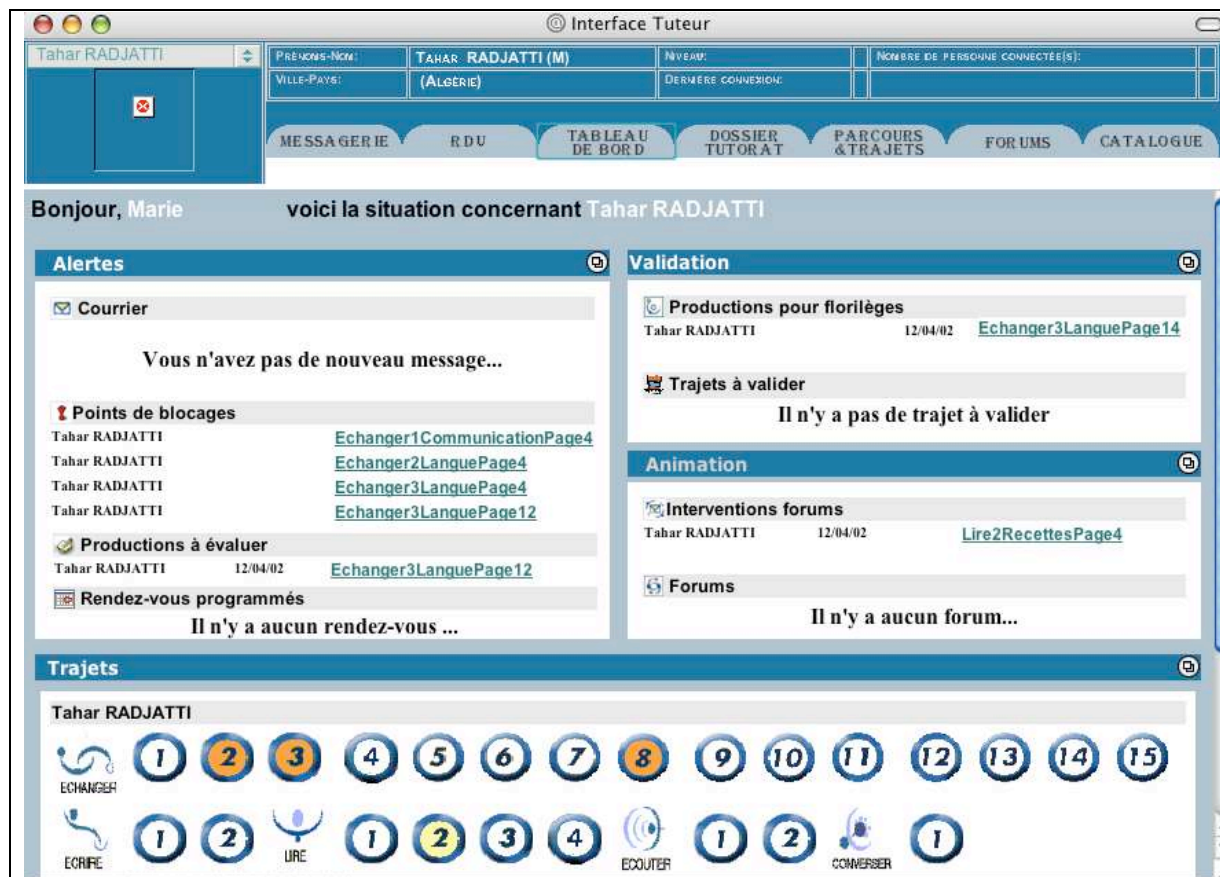 Interface Tuteur
Tahar RADJATTI
PRÉNOMS-NOM: TAHAR RADJATTI (M) NIVEAU: NOMBRE DE PERSONNE CONNECTÉE(S):
VILLE-PAYS: (ALGÉRIE) DERNIÈRE CONNEXION:
MESSAGERIE RDU TABLEAU DE BORD DOSSIER TUTORAT PARCOURS &TRAJETS FORUMS CATALOGUE
Bonjour, Marie voici la situation concernant Tahar RADJATTI
Alertes
Courrier
Vous n'avez pas de nouveau message...
Points de blocages
Tahar RADJATTI Echanger1CommunicationPage4
Tahar RADJATTI Echanger2LanguePage4
Tahar RADJATTI Echanger3LanguePage4
Tahar RADJATTI Echanger3LanguePage12
Productions à évaluer
Tahar RADJATTI 12/04/02 Echanger3LanguePage12
Rendez-vous programmés
Il n'y a aucun rendez-vous ...
Validation
Productions pour florilèges
Tahar RADJATTI 12/04/02 Echanger3LanguePage14
Trajets à valider
Il n'y a pas de trajet à valider
Animation
Interventions forums
Tahar RADJATTI 12/04/02 Lire2RecettesPage4
Forums
Il n'y a aucun forum...
Trajets
Tahar RADJATTI
ECHANGER 1 2 3 4 5 6 7 8 9 10 11 12 13 14 15
ECRIRE 1 2 LIRE 1 2 3 4 ECOUTER 1 2 CONVERSER 1